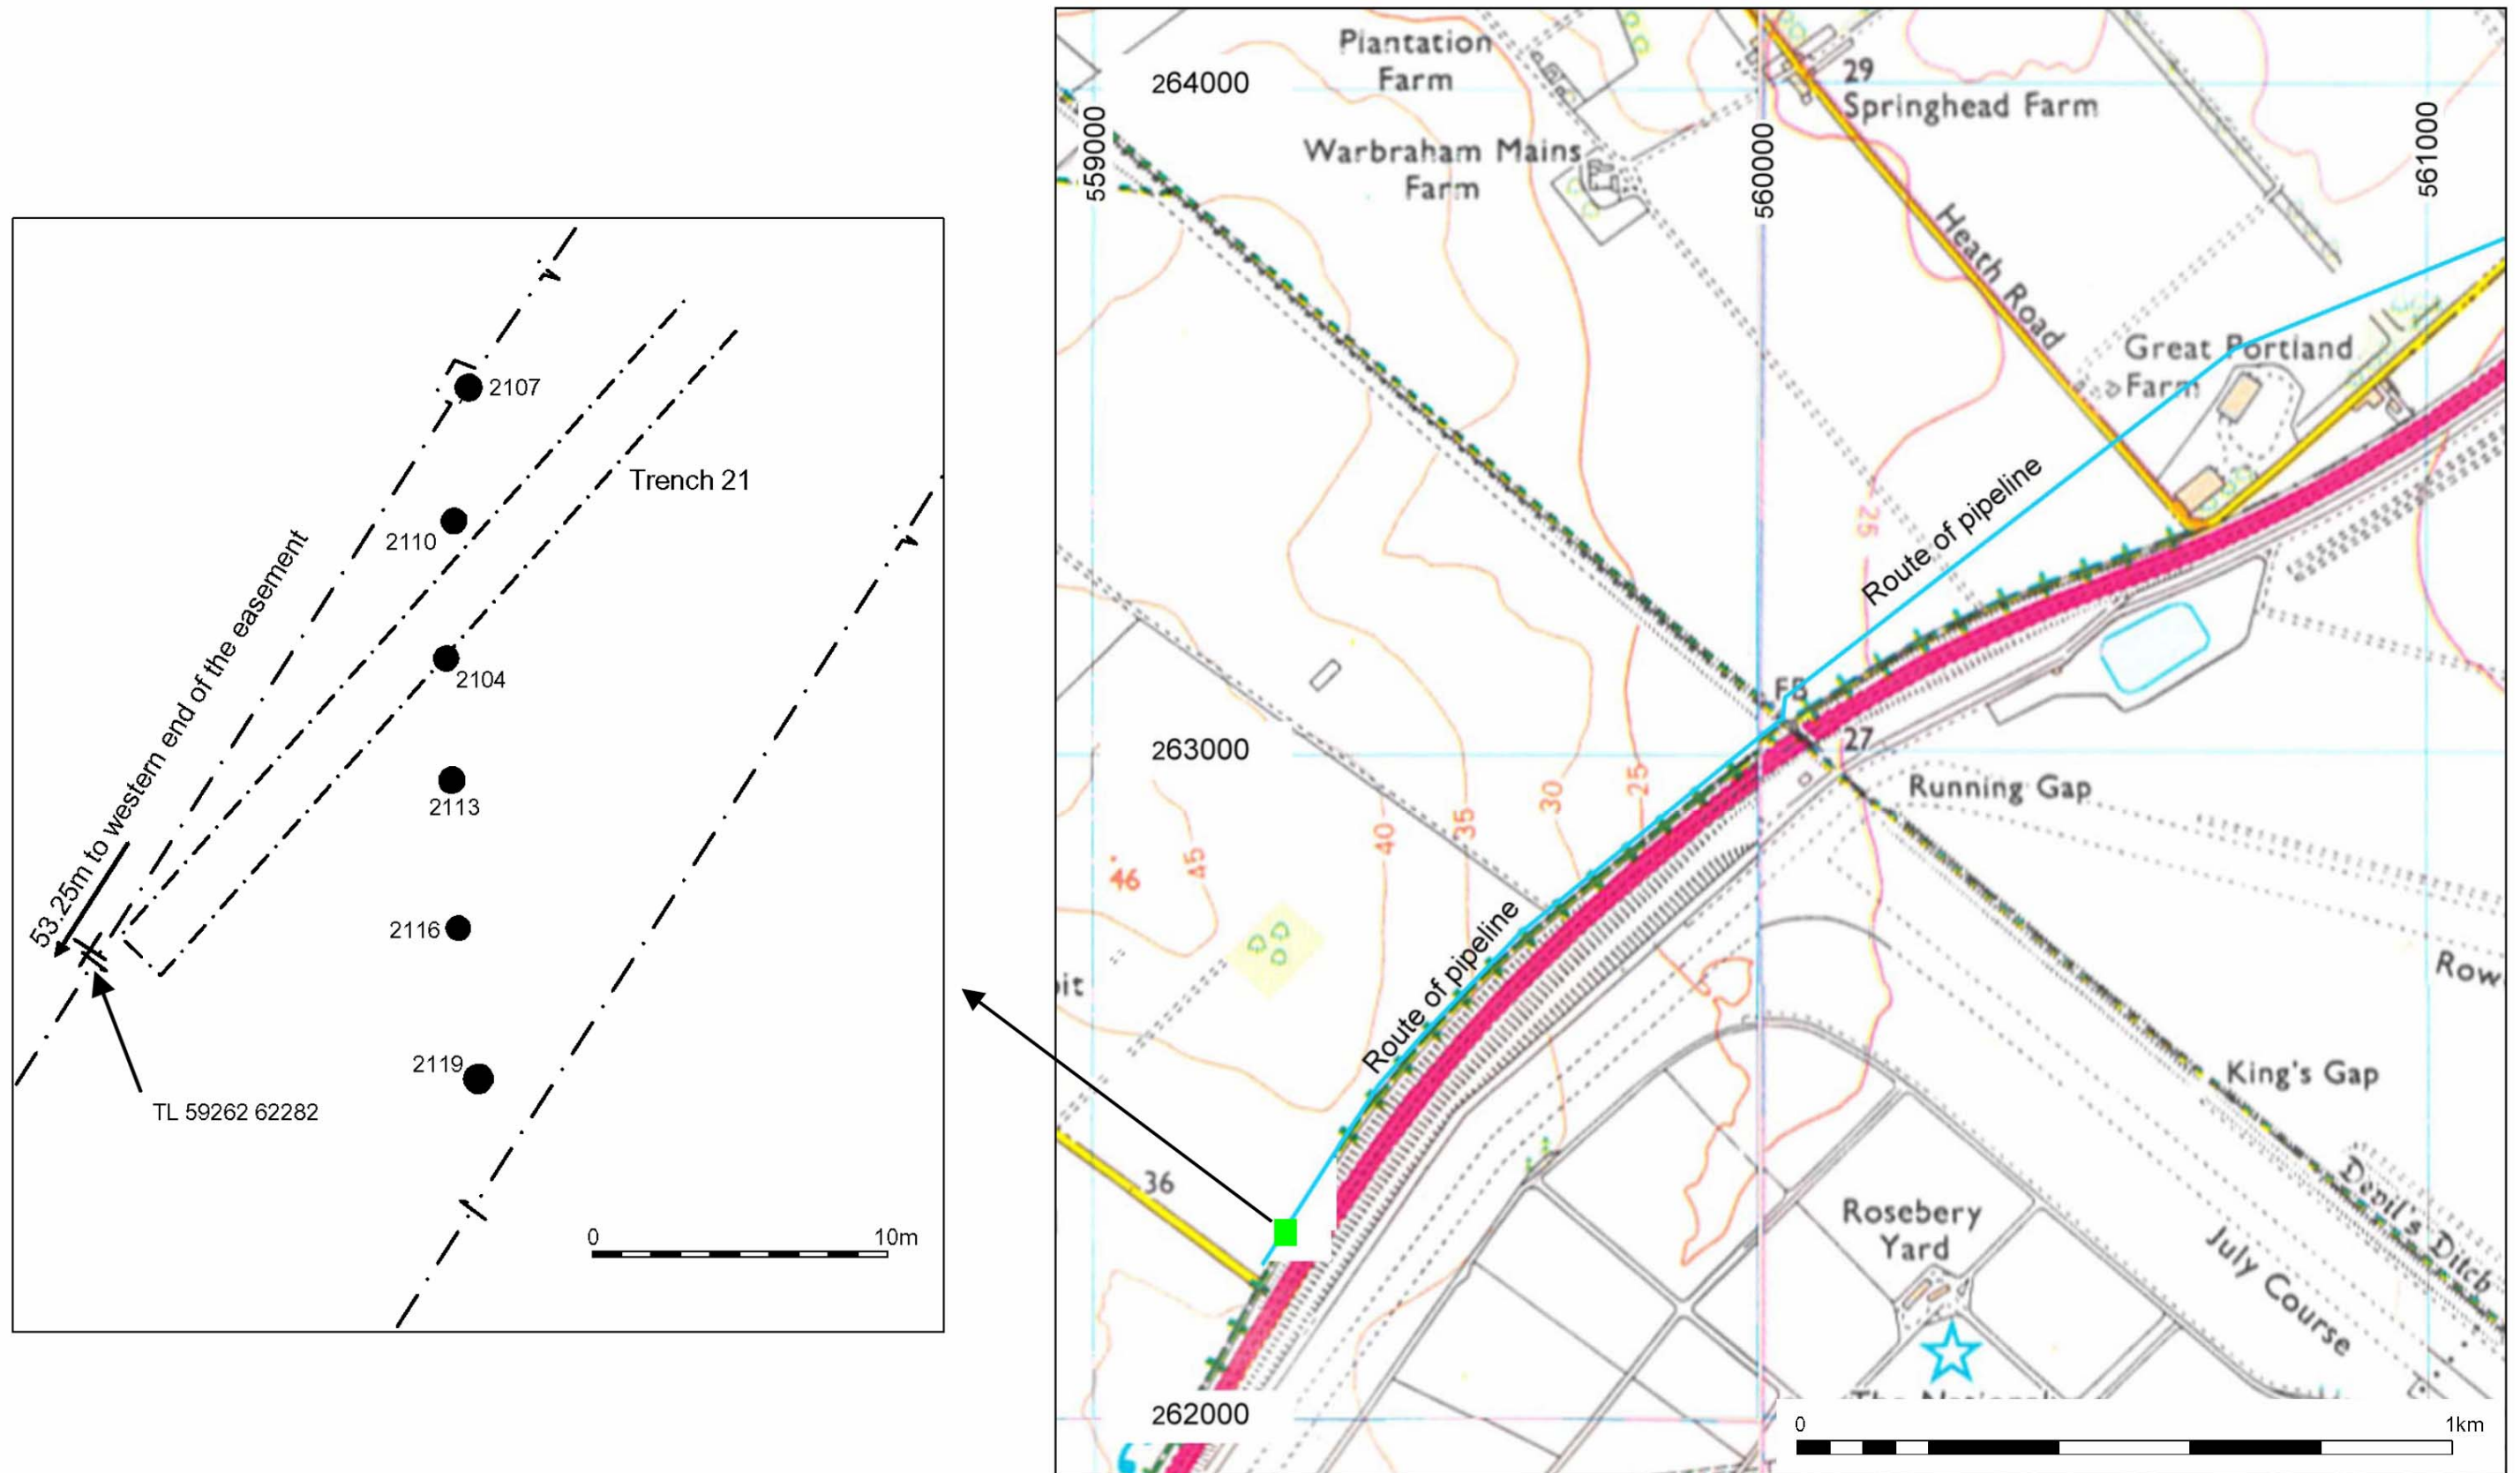 2107
Trench 21
2110
53.25m to western end of the easement
2104
2113
2116
2119
TL 59262 62282
0
10m
Plantation
Farm
264000
29
Springhead Farm
559000
560000
561000
Warbraham Mains
Farm
Heath Road
Great Portland
Farm
Route of pipeline
25
FB
27
263000
Running Gap
25
30
35
40
45
46
Route of pipeline
Row
King's Gap
36
Rosebery
Yard
Devil's Ditch
July Course
262000
0
1km